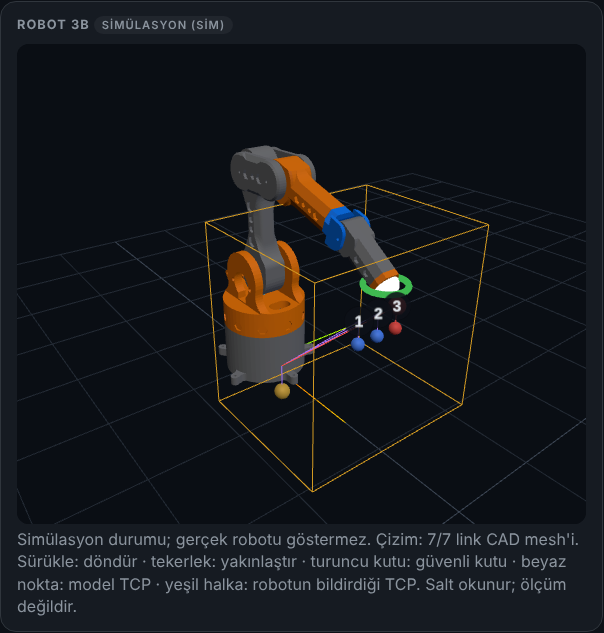 ROBOT 3B SİMÜLASYON (SİM)
1
2
3
Simülasyon durumu; gerçek robotu göstermez. Çizim: 7/7 link CAD mesh'i.
Sürükle: döndür · tekerlek: yakınlaştır · turuncu kutu: güvenli kutu · beyaz
nokta: model TCP · yeşil halka: robotun bildirdiği TCP. Salt okunur; ölçüm
değildir.